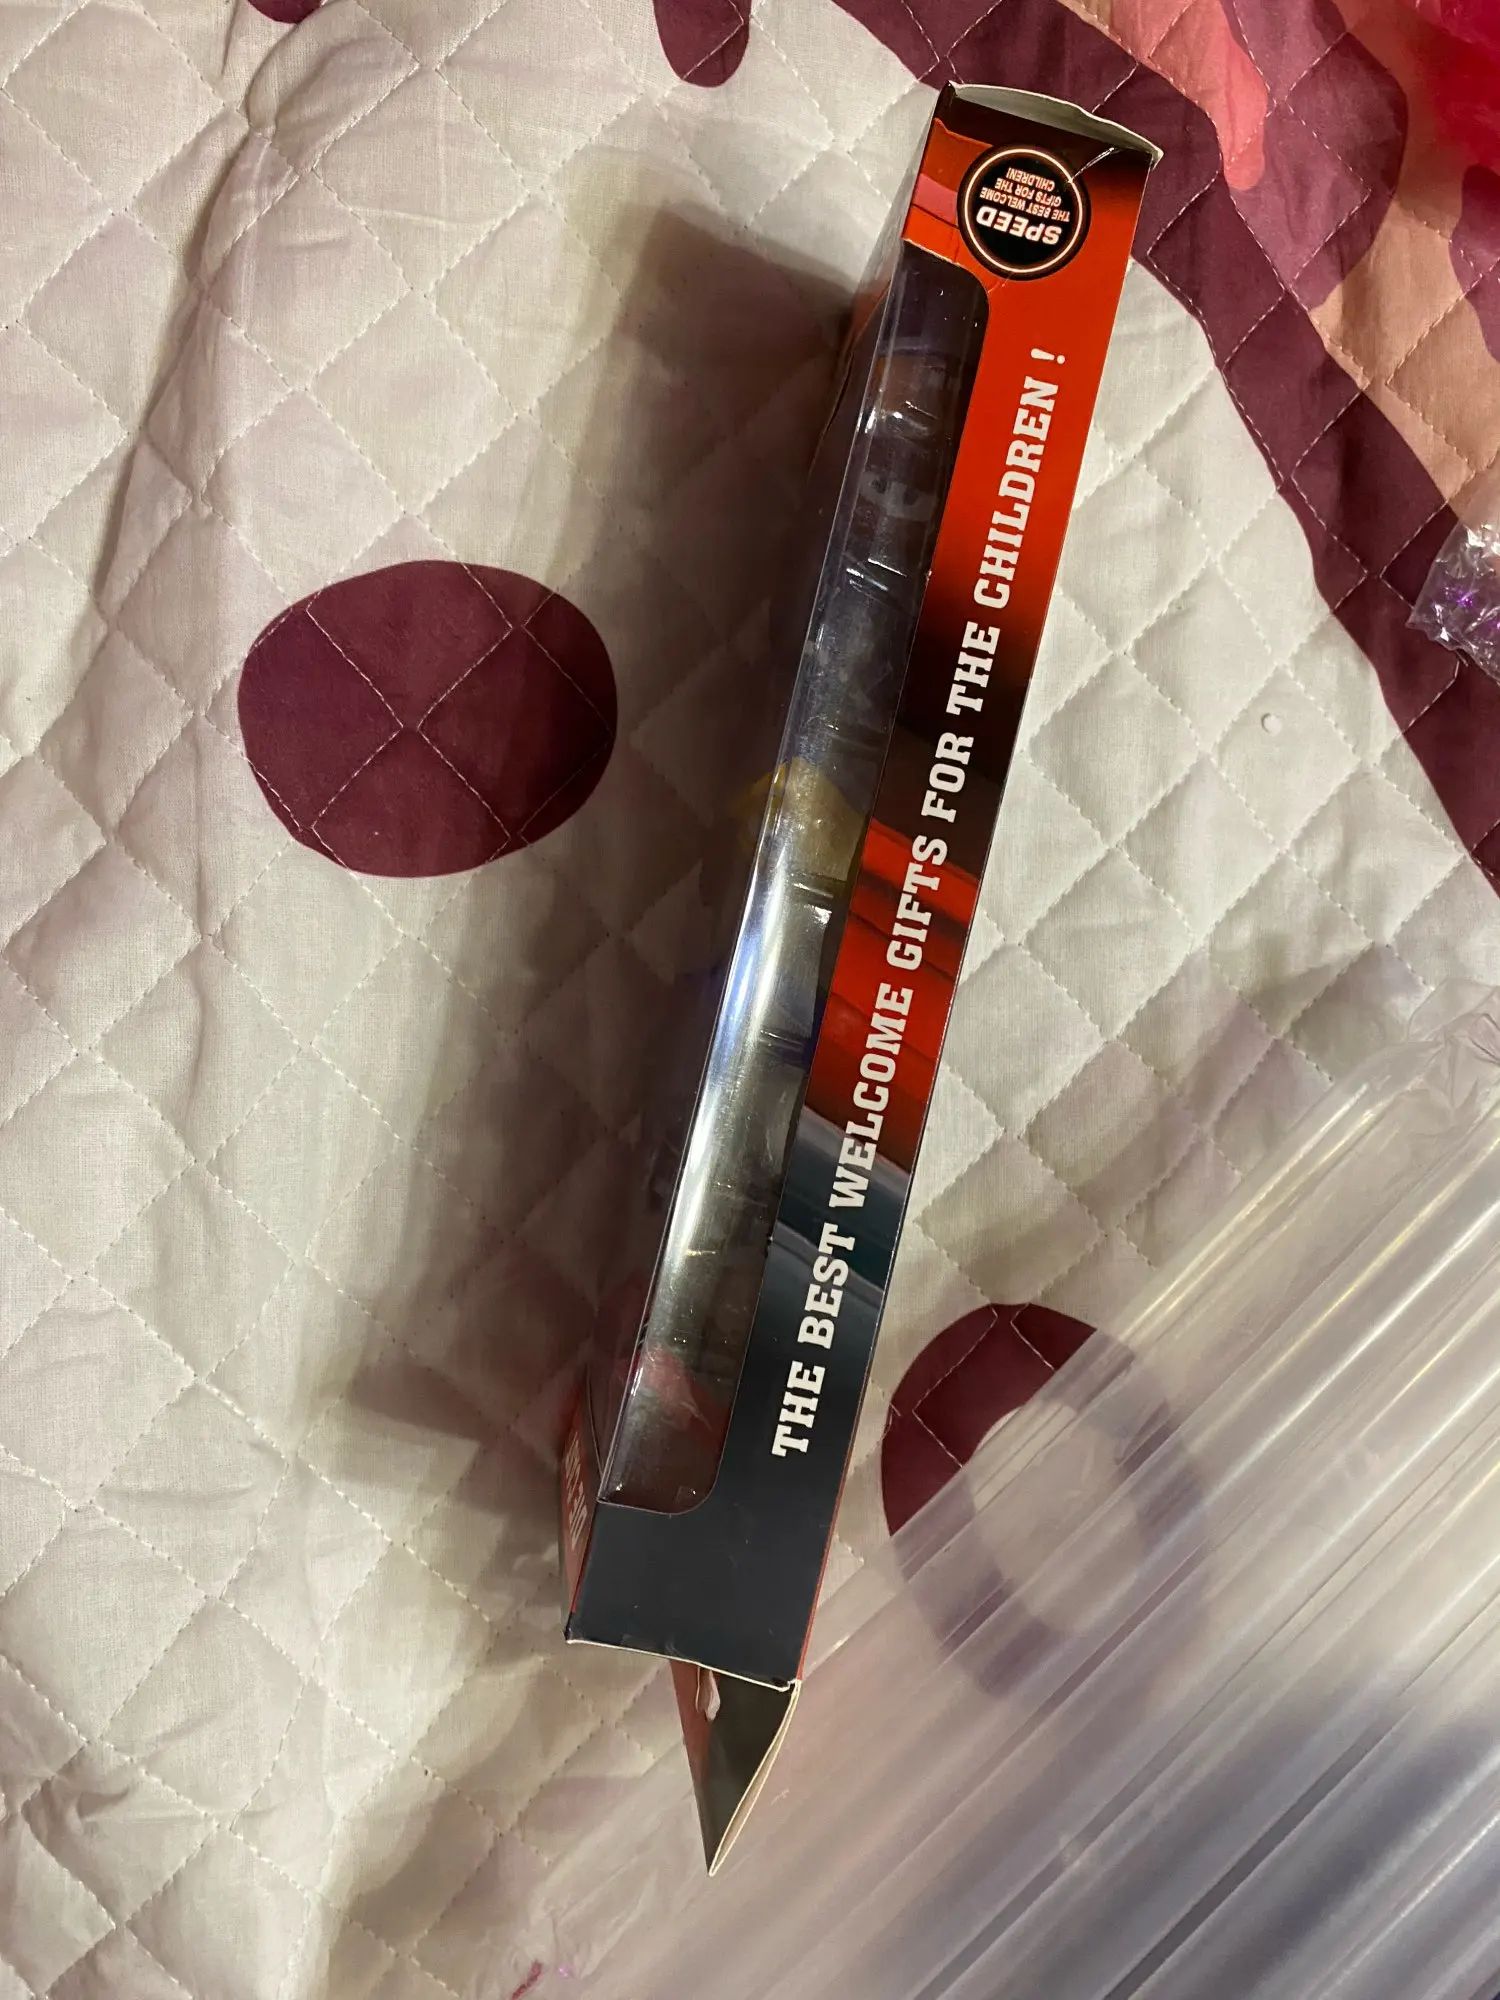 SPEED
THE BEST WELCOME
GIFTS FOR THE
CHILDREN!
THE BEST WELCOME GIFTS FOR THE CHILDREN !